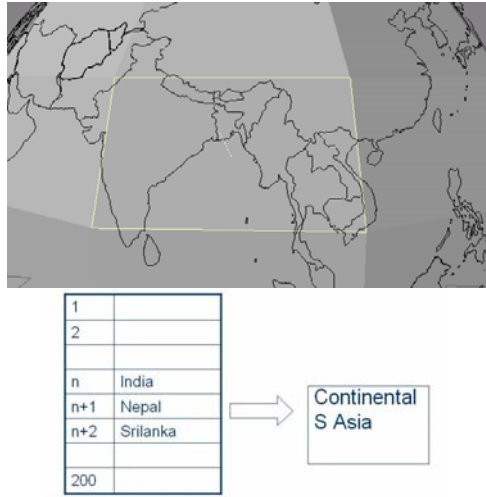 1
2
n India
n+1 Nepal
n+2 Srilanka
200
Continental
S Asia